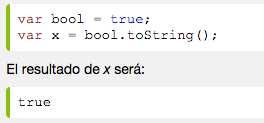 var bool = true;
var x = bool.toString();
El resultado de x será:
true